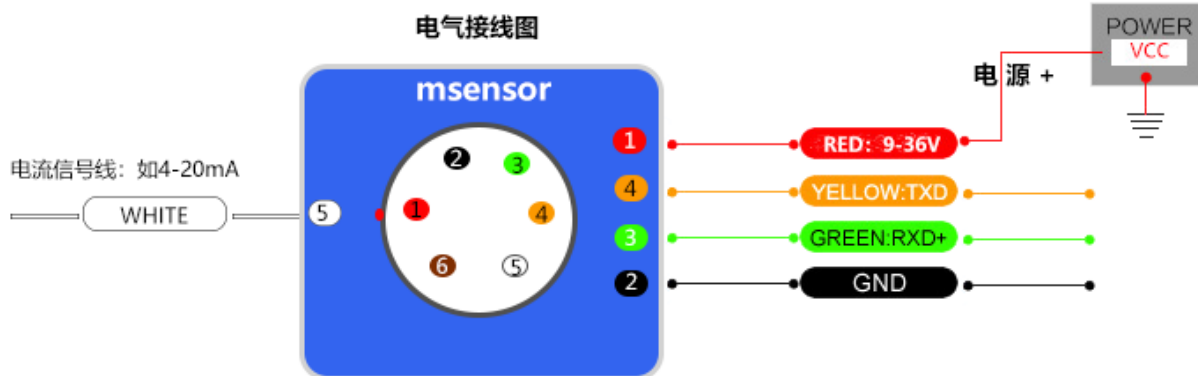 电气接线图
POWER
VCC
电 源 +
msensor
电流信号线：如4-20mA
WHITE
5
2
3
1
4
6
5
1
RED：9-36V
4
YELLOW:TXD
3
GREEN:RXD+
2
GND